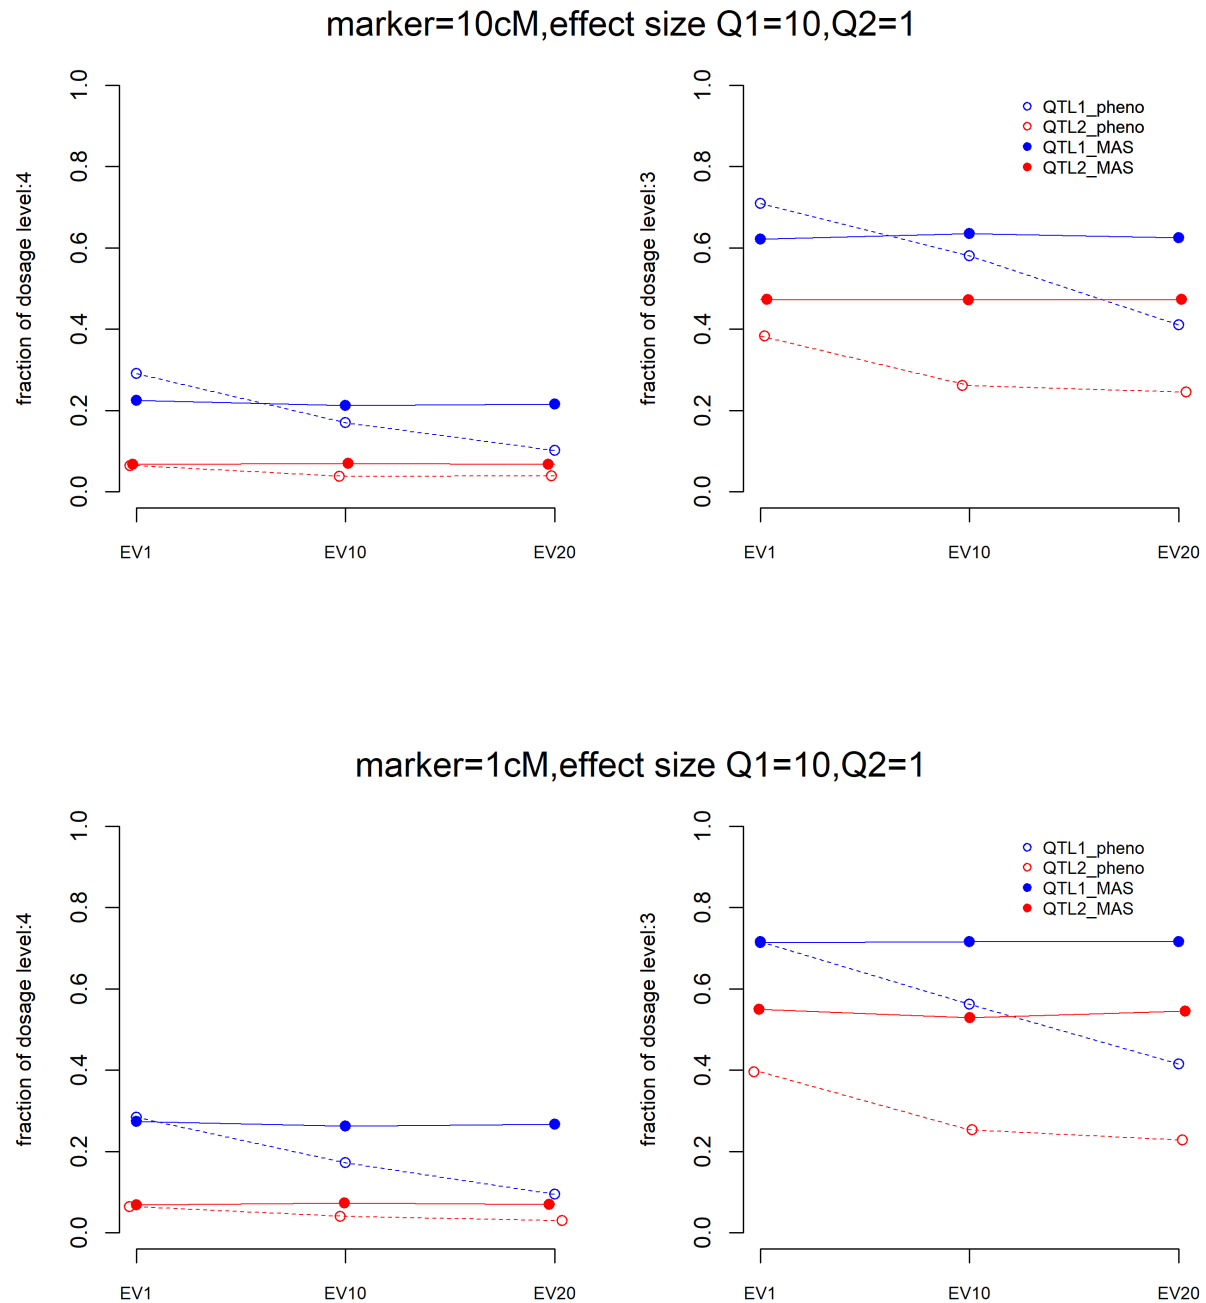 marker=10cM,effect size Q1=10,Q2=1
fraction of dosage level:4
1.0
0.8
0.6
0.4
0.2
0.0
EV1 EV10 EV20
fraction of dosage level:3
1.0
0.8
0.6
0.4
0.2
0.0
QTL1_pheno
QTL2_pheno
QTL1_MAS
QTL2_MAS
EV1 EV10 EV20
marker=1cM,effect size Q1=10,Q2=1
fraction of dosage level:4
1.0
0.8
0.6
0.4
0.2
0.0
EV1 EV10 EV20
fraction of dosage level:3
1.0
0.8
0.6
0.4
0.2
0.0
QTL1_pheno
QTL2_pheno
QTL1_MAS
QTL2_MAS
EV1 EV10 EV20